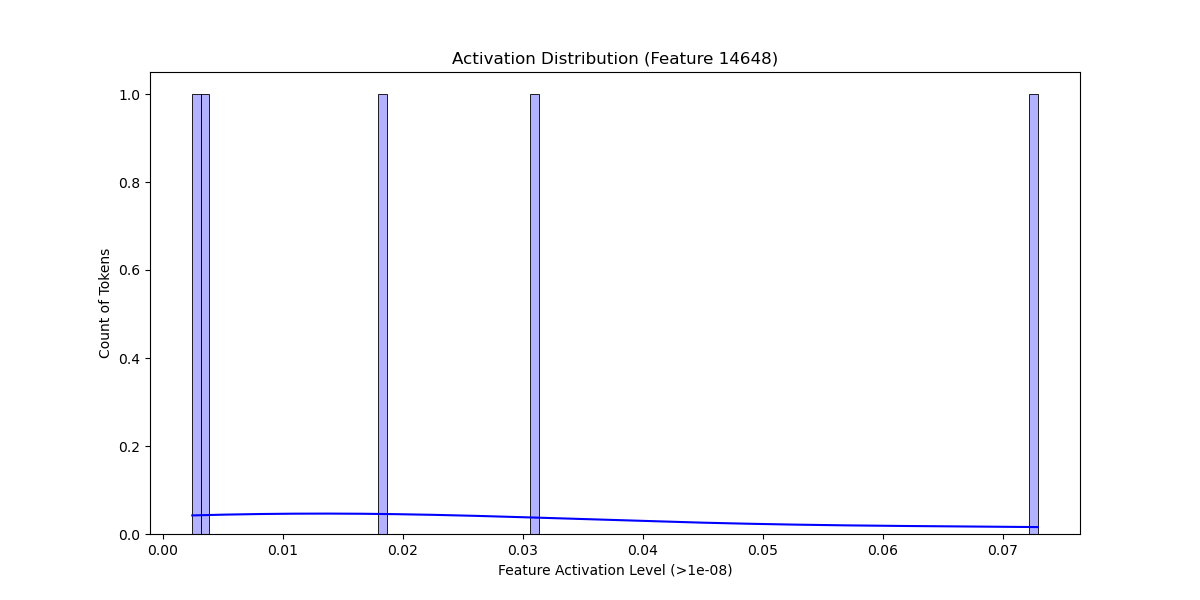 Activation Distribution (Feature 14648)
Count of Tokens
1.0
0.8
0.6
0.4
0.2
0.0
0.00 0.01 0.02 0.03 0.04 0.05 0.06 0.07
Feature Activation Level (>1e-08)